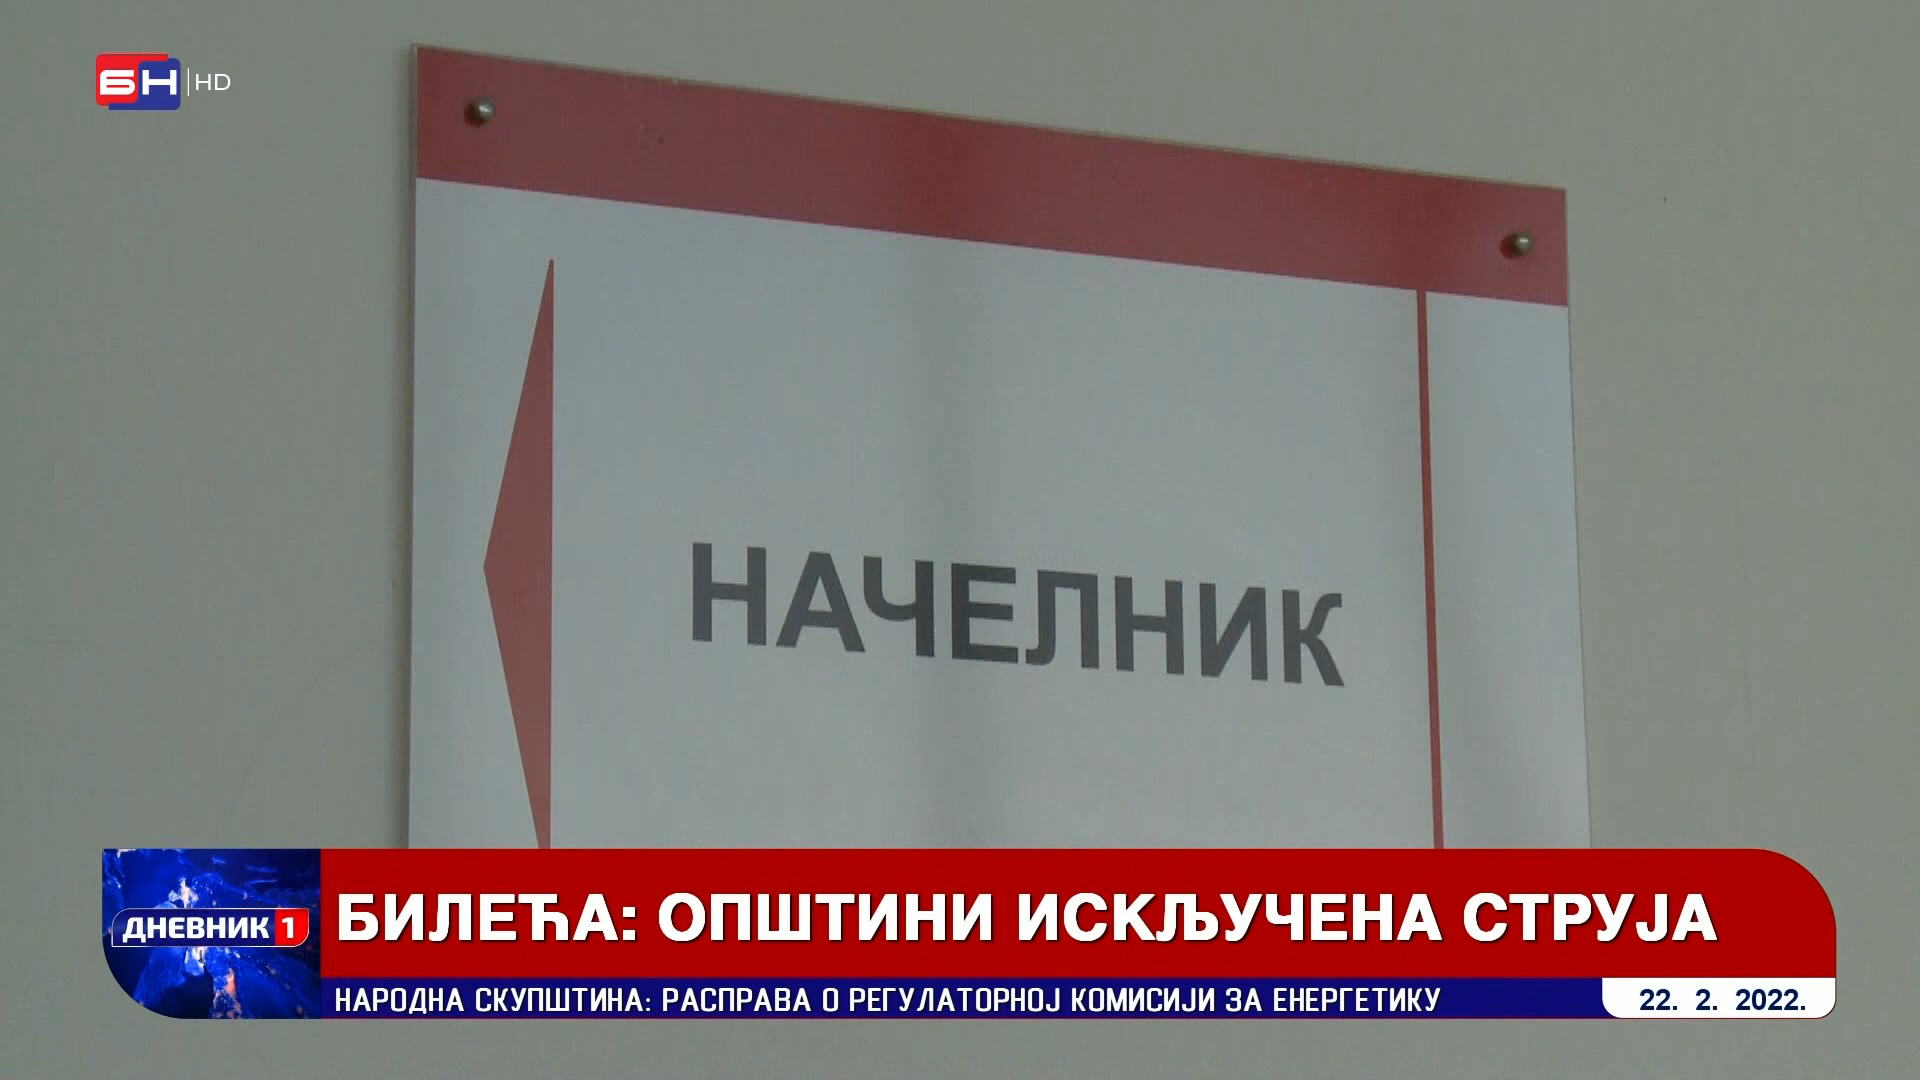 БН HD
НАЧЕЛНИК
ДНЕВНИК 1
БИЛЕЋА: ОПШТИНИ ИСКЉУЧЕНА СТРУЈА
НАРОДНА СКУПШТИНА: РАСПРАВА О РЕГУЛАТОРНОЈ КОМИСИЈИ ЗА ЕНЕРГЕТИКУ
22. 2. 2022.